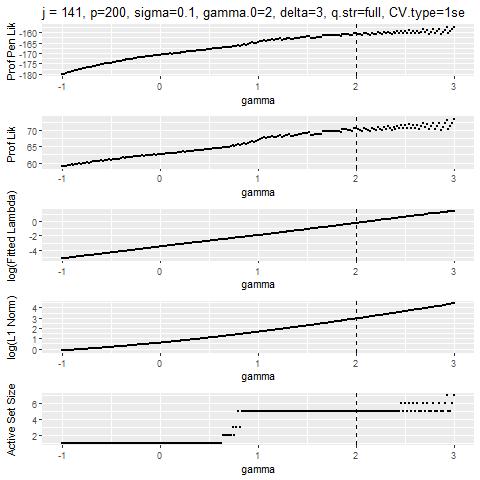 j = 141, p=200, sigma=0.1, gamma.0=2, delta=3, q.str=full, CV.type=1se
Prof Pen Lik
-160
-165
-170
-175
-180
-1 0 1 2 3
gamma
Prof Lik
70
65
60
-1 0 1 2 3
gamma
log(Fitted Lambda)
0
-2
-4
-1 0 1 2 3
gamma
log(L1 Norm)
4
3
2
1
0
-1 0 1 2 3
gamma
Active Set Size
6
4
2
-1 0 1 2 3
gamma